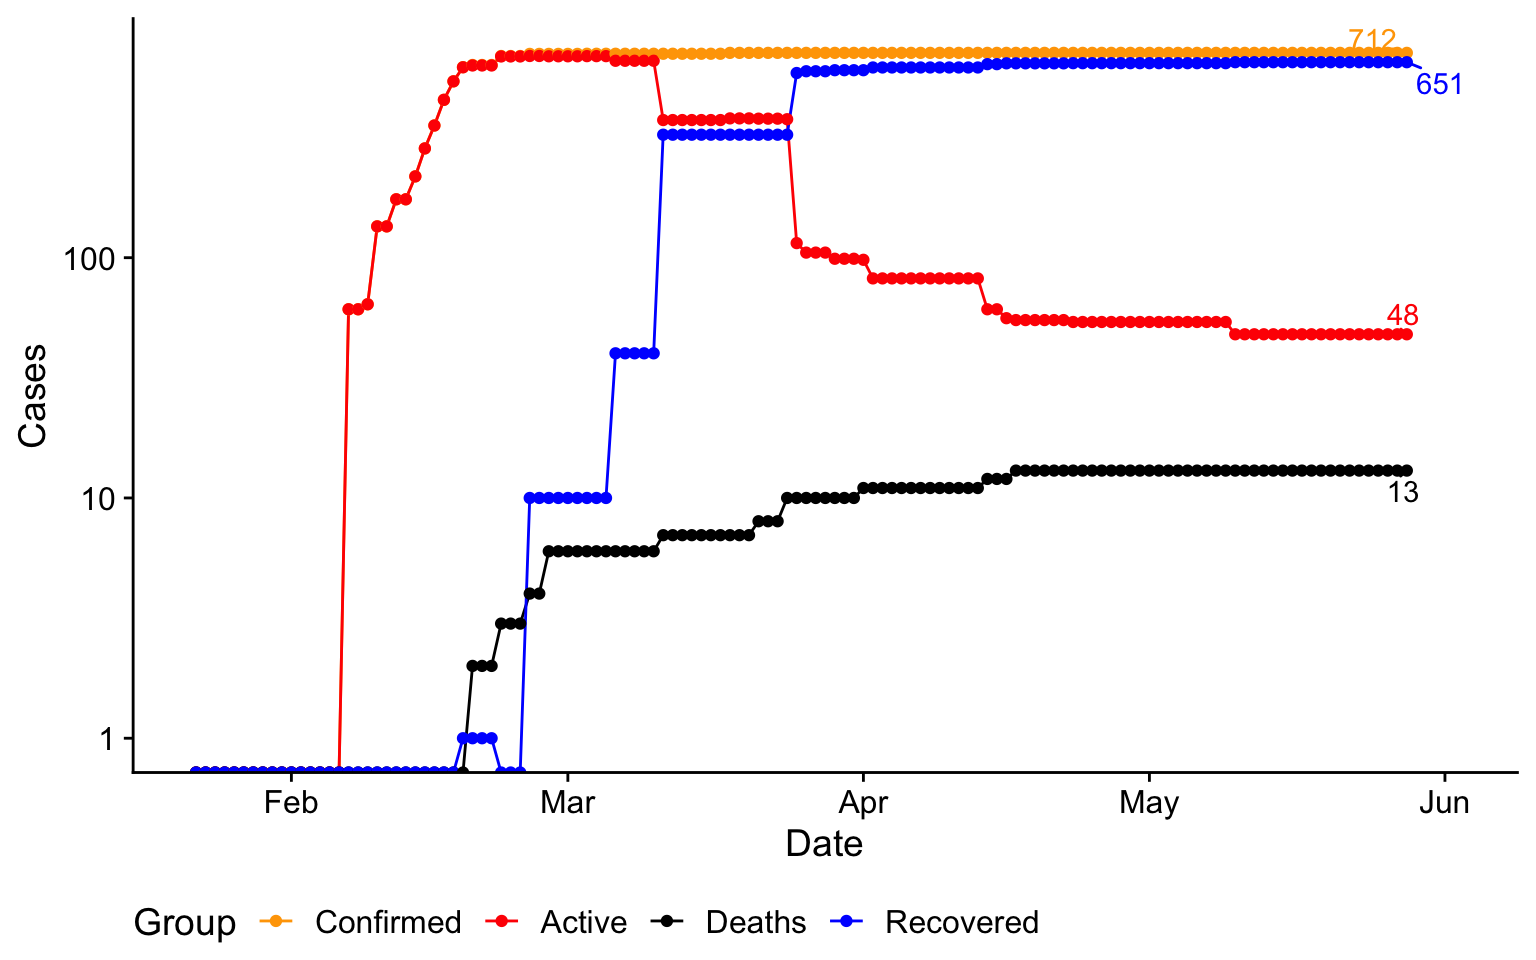 712
651
100
48
Cases
10
13
1
Feb Mar Apr May Jun
Date
Group Confirmed Active Deaths Recovered